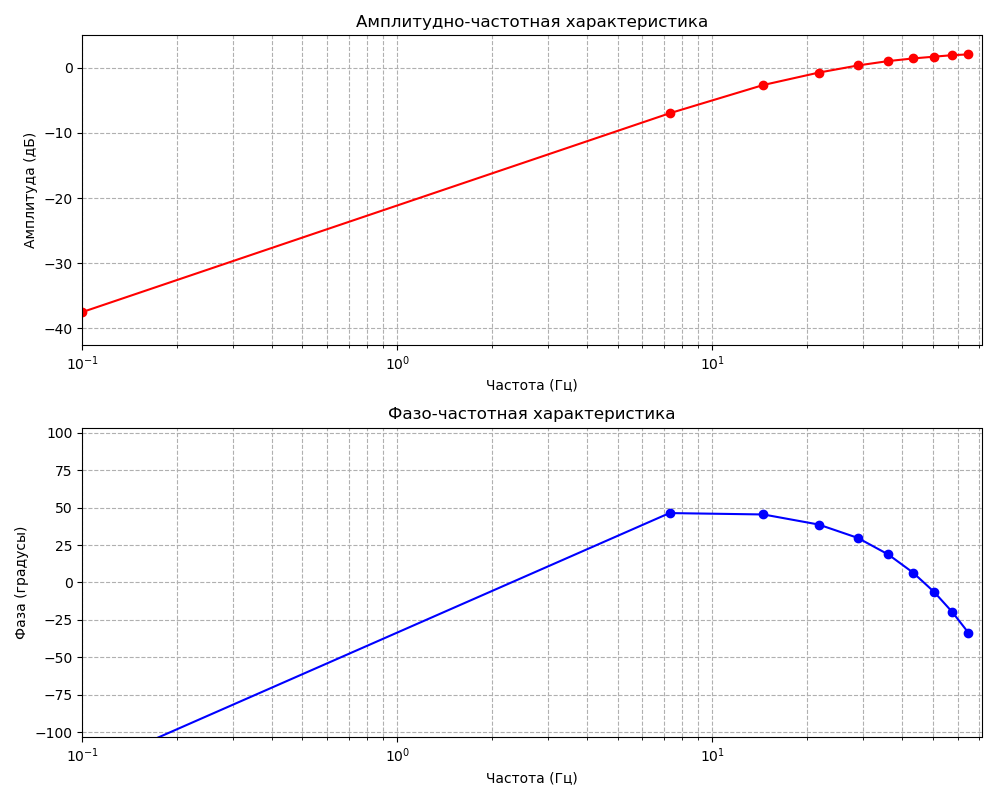 Амплитудно-частотная характеристика
Амплитуда (дБ)
0
−10
−20
−30
−40
10⁻¹ 10⁰ 10¹
Частота (Гц)
Фазо-частотная характеристика
Фаза (градусы)
100
75
50
25
0
−25
−50
−75
−100
10⁻¹ 10⁰ 10¹
Частота (Гц)